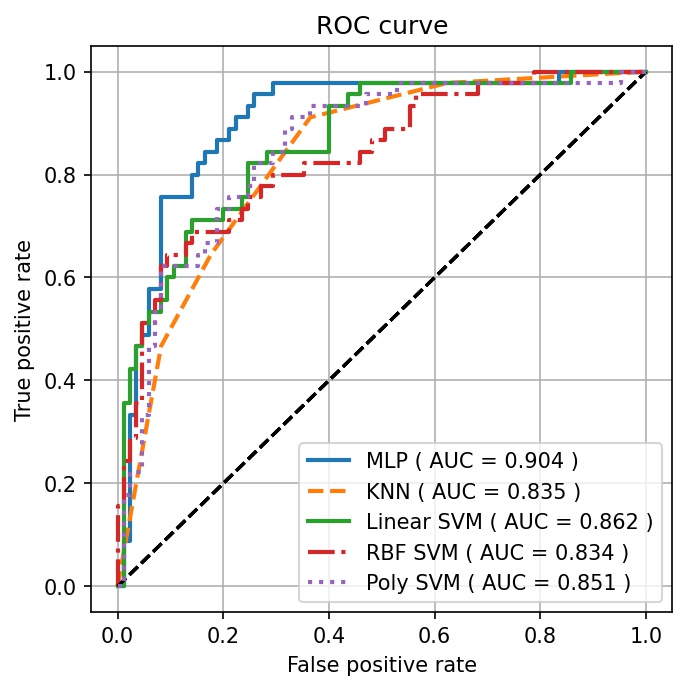 ROC curve
True positive rate
1.0
0.8
0.6
0.4
0.2
0.0
MLP ( AUC = 0.904 )
KNN ( AUC = 0.835 )
Linear SVM ( AUC = 0.862 )
RBF SVM ( AUC = 0.834 )
Poly SVM ( AUC = 0.851 )
0.0 0.2 0.4 0.6 0.8 1.0
False positive rate